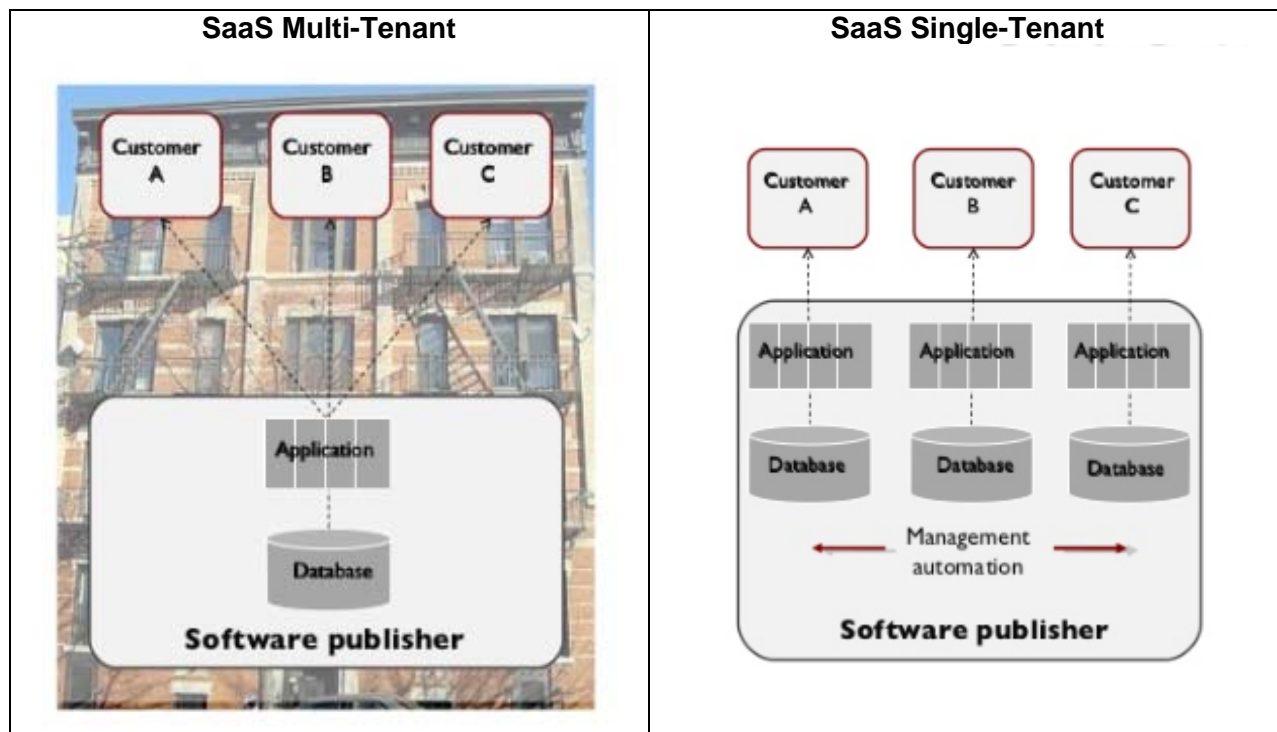 SaaS Multi-Tenant
Customer
A
Customer
B
Customer
C
Application
Database
Software publisher
SaaS Single-Tenant
Customer
A
Customer
B
Customer
C
Application
Application
Application
Database
Database
Database
Management
automation
Software publisher